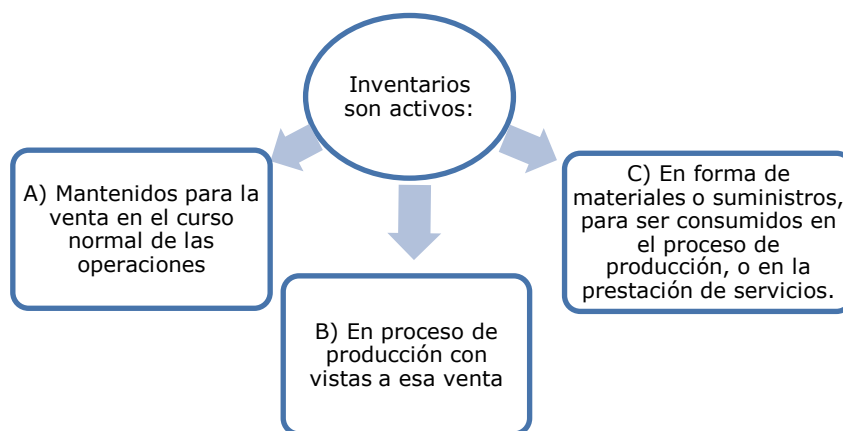 Inventarios
son activos:
A) Mantenidos para la
venta en el curso
normal de las
operaciones
B) En proceso de
producción con
vistas a esa venta
C) En forma de
materiales o suministros,
para ser consumidos en
el proceso de
producción, o en la
prestación de servicios.